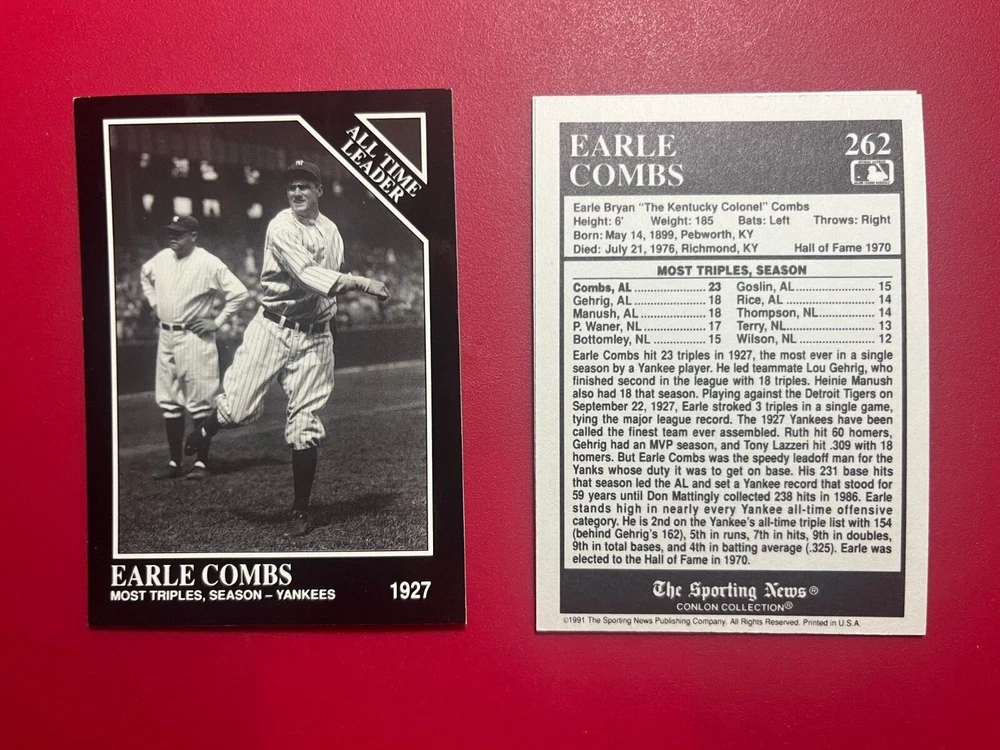 ALL TIME
LEADER
NY
EARLE COMBS
MOST TRIPLES, SEASON – YANKEES
1927
EARLE
COMBS
262
Earle Bryan "The Kentucky Colonel" Combs
Height: 6' Weight: 185 Bats: Left Throws: Right
Born: May 14, 1899, Pebworth, KY
Died: July 21, 1976, Richmond, KY Hall of Fame 1970
MOST TRIPLES, SEASON
Combs, AL ................ 23 Goslin, AL ................ 15
Gehrig, AL ................ 18 Rice, AL ................ 14
Manush, AL ................ 18 Thompson, NL ................ 14
P. Waner, NL ................ 17 Terry, NL ................ 13
Bottomley, NL ................ 15 Wilson, NL ................ 12
Earle Combs hit 23 triples in 1927, the most ever in a single
season by a Yankee player. He led teammate Lou Gehrig, who
finished second in the league with 18 triples. Heinie Manush
also had 18 that season. Playing against the Detroit Tigers on
September 22, 1927, Earle stroked 3 triples in a single game,
tying the major league record. The 1927 Yankees have been
called the finest team ever assembled. Ruth hit 60 homers,
Gehrig had an MVP season, and Tony Lazzeri hit .309 with 18
homers. But Earle Combs was the speedy leadoff man for the
Yanks whose duty it was to get on base. His 231 base hits
that season led the AL and set a Yankee record that stood for
59 years until Don Mattingly collected 238 hits in 1986. Earle
stands high in nearly every Yankee all-time offensive
category. He is 2nd on the Yankee's all-time triple list with 154
(behind Gehrig's 162), 5th in runs, 7th in hits, 9th in doubles,
9th in total bases, and 4th in batting average (.325). Earle was
elected to the Hall of Fame in 1970.
The Sporting News®
CONLON COLLECTION®
©1991 The Sporting News Publishing Company. All Rights Reserved. Printed in U.S.A.